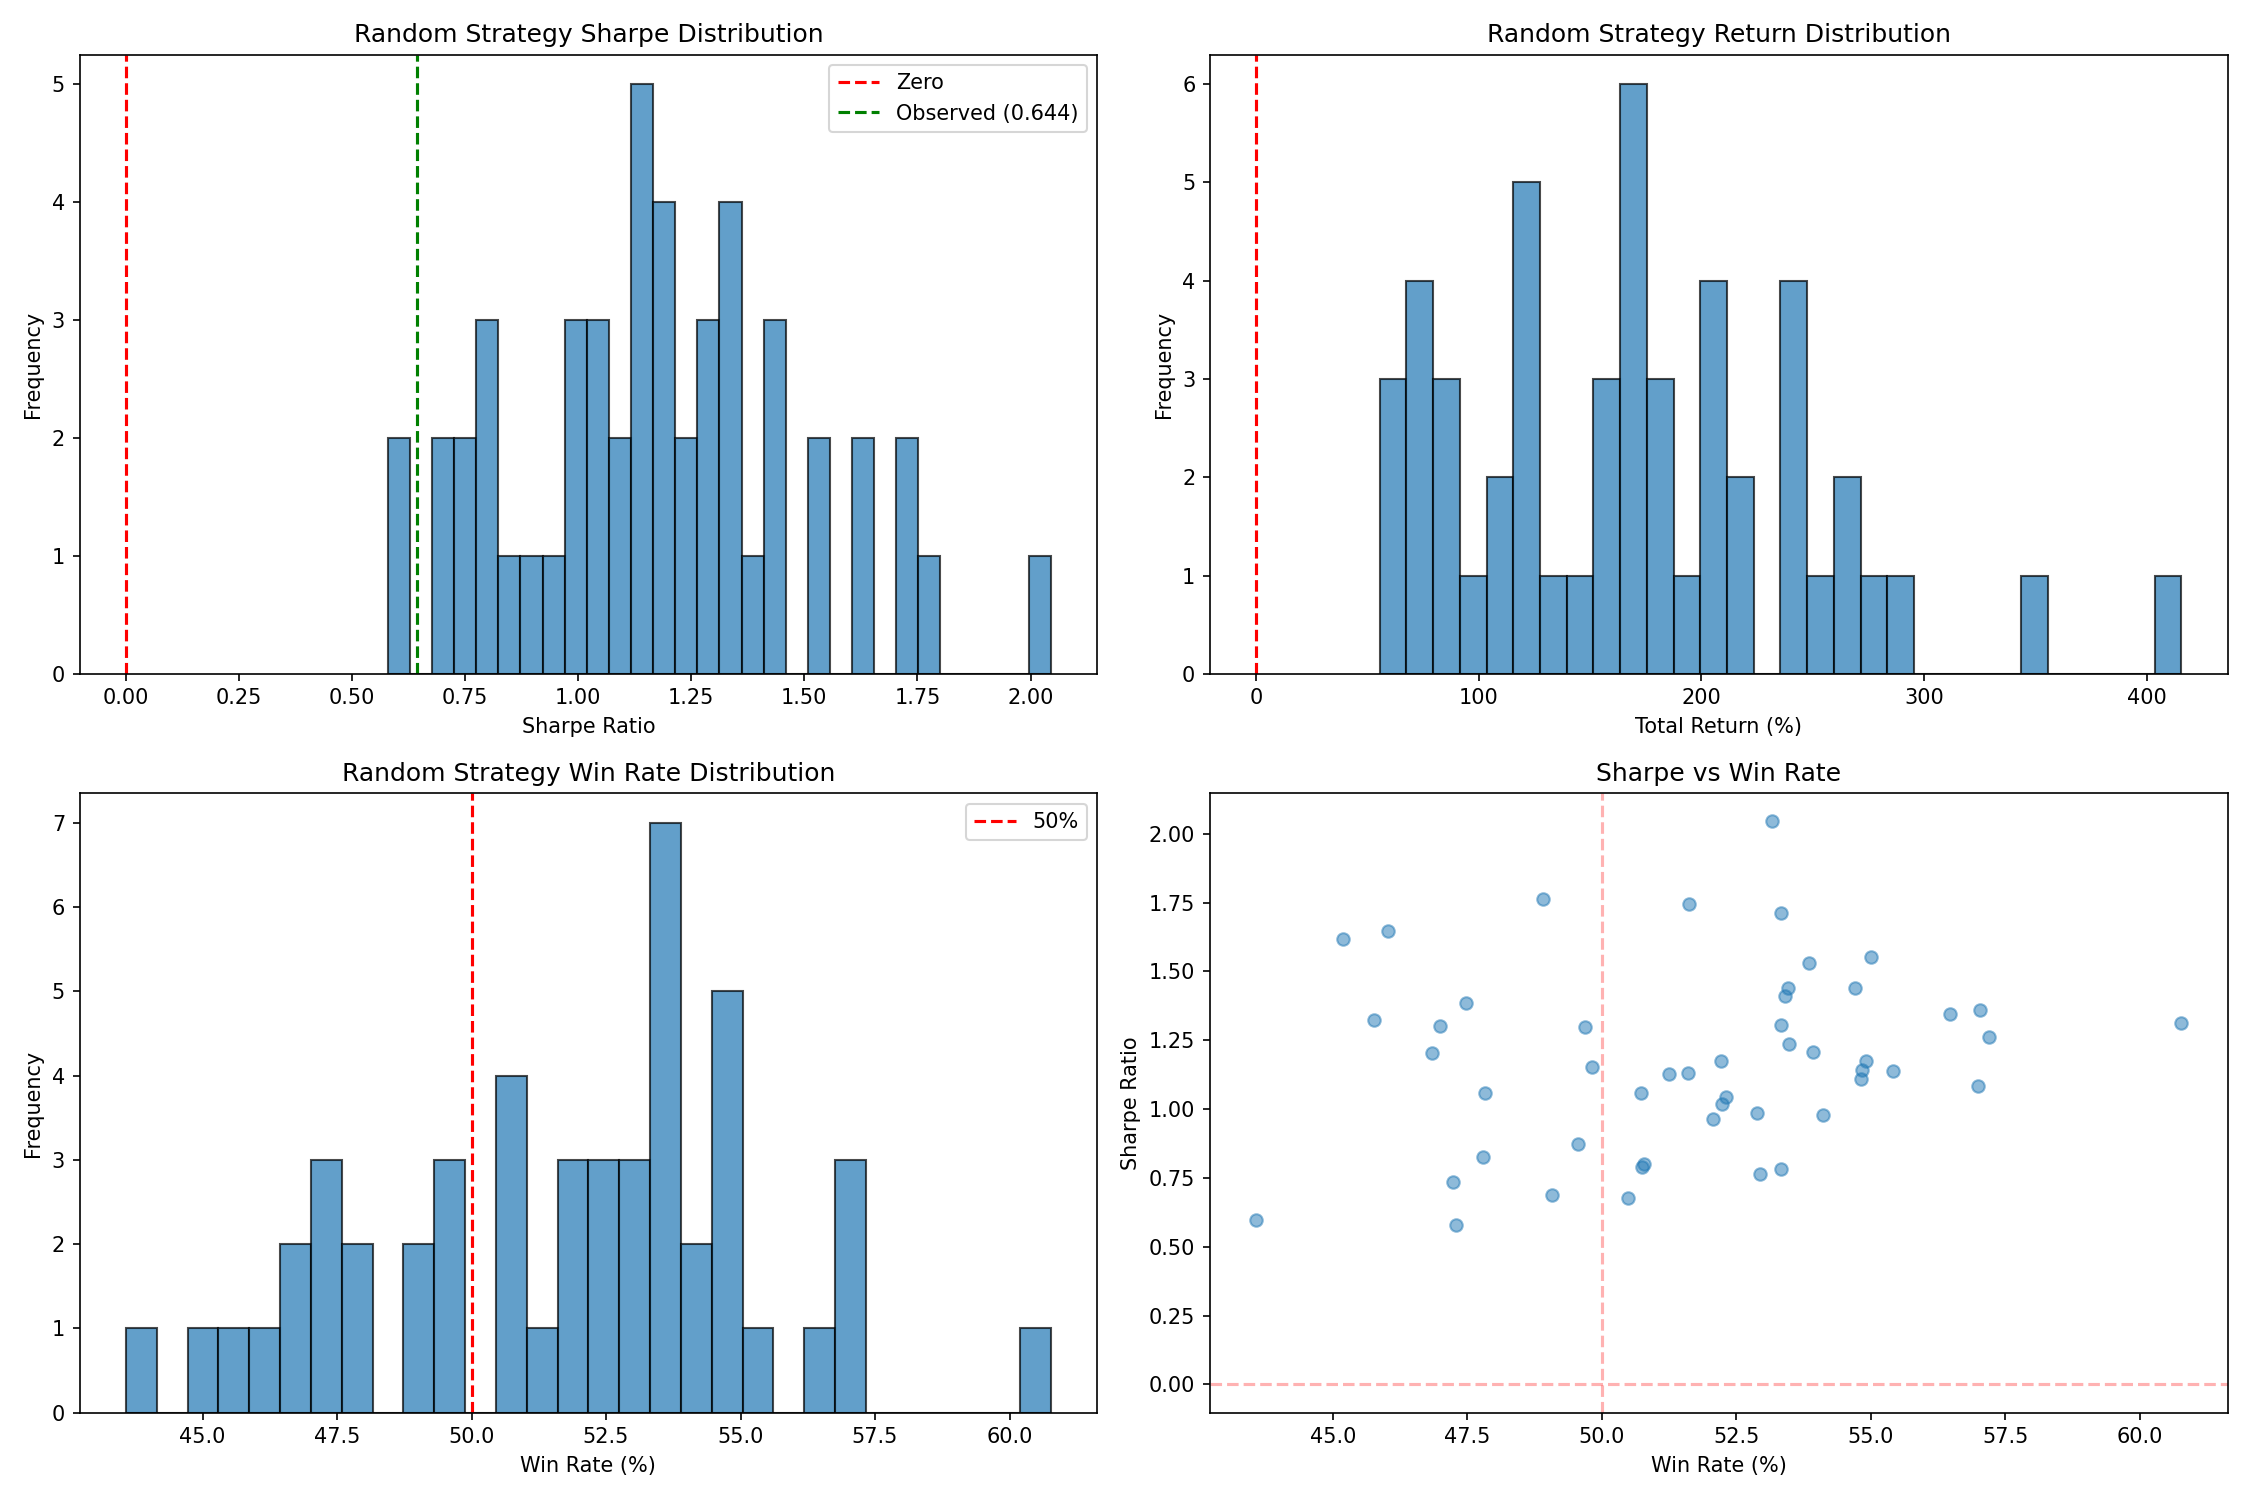 Random Strategy Sharpe Distribution
Frequency
5
4
3
2
1
0
Zero
Observed (0.644)
0.00 0.25 0.50 0.75 1.00 1.25 1.50 1.75 2.00
Sharpe Ratio
Random Strategy Return Distribution
Frequency
6
5
4
3
2
1
0
0 100 200 300 400
Total Return (%)
Random Strategy Win Rate Distribution
Frequency
7
6
5
4
3
2
1
0
50%
45.0 47.5 50.0 52.5 55.0 57.5 60.0
Win Rate (%)
Sharpe vs Win Rate
Sharpe Ratio
2.00
1.75
1.50
1.25
1.00
0.75
0.50
0.25
0.00
45.0 47.5 50.0 52.5 55.0 57.5 60.0
Win Rate (%)